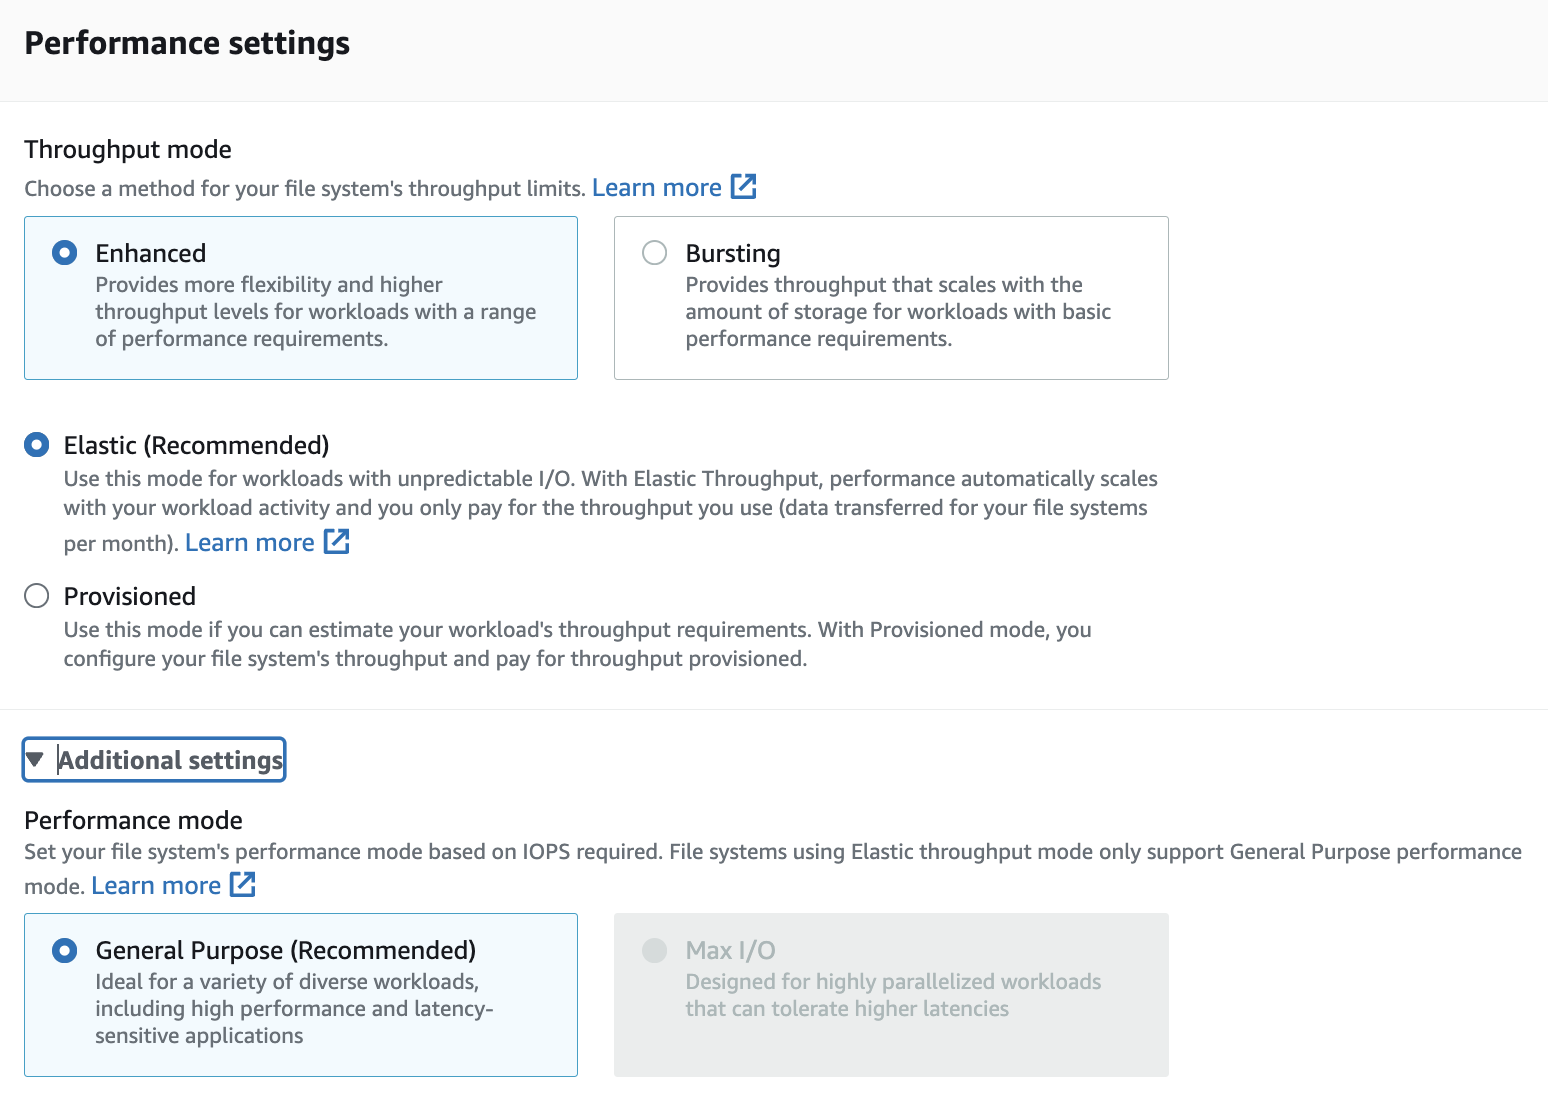 Performance settings
Throughput mode
Choose a method for your file system's throughput limits. Learn more
Enhanced
Provides more flexibility and higher
throughput levels for workloads with a range
of performance requirements.
Bursting
Provides throughput that scales with the
amount of storage for workloads with basic
performance requirements.
Elastic (Recommended)
Use this mode for workloads with unpredictable I/O. With Elastic Throughput, performance automatically scales
with your workload activity and you only pay for the throughput you use (data transferred for your file systems
per month). Learn more
Provisioned
Use this mode if you can estimate your workload's throughput requirements. With Provisioned mode, you
configure your file system's throughput and pay for throughput provisioned.
Additional settings
Performance mode
Set your file system's performance mode based on IOPS required. File systems using Elastic throughput mode only support General Purpose performance
mode. Learn more
General Purpose (Recommended)
Ideal for a variety of diverse workloads,
including high performance and latency-
sensitive applications
Max I/O
Designed for highly parallelized workloads
that can tolerate higher latencies